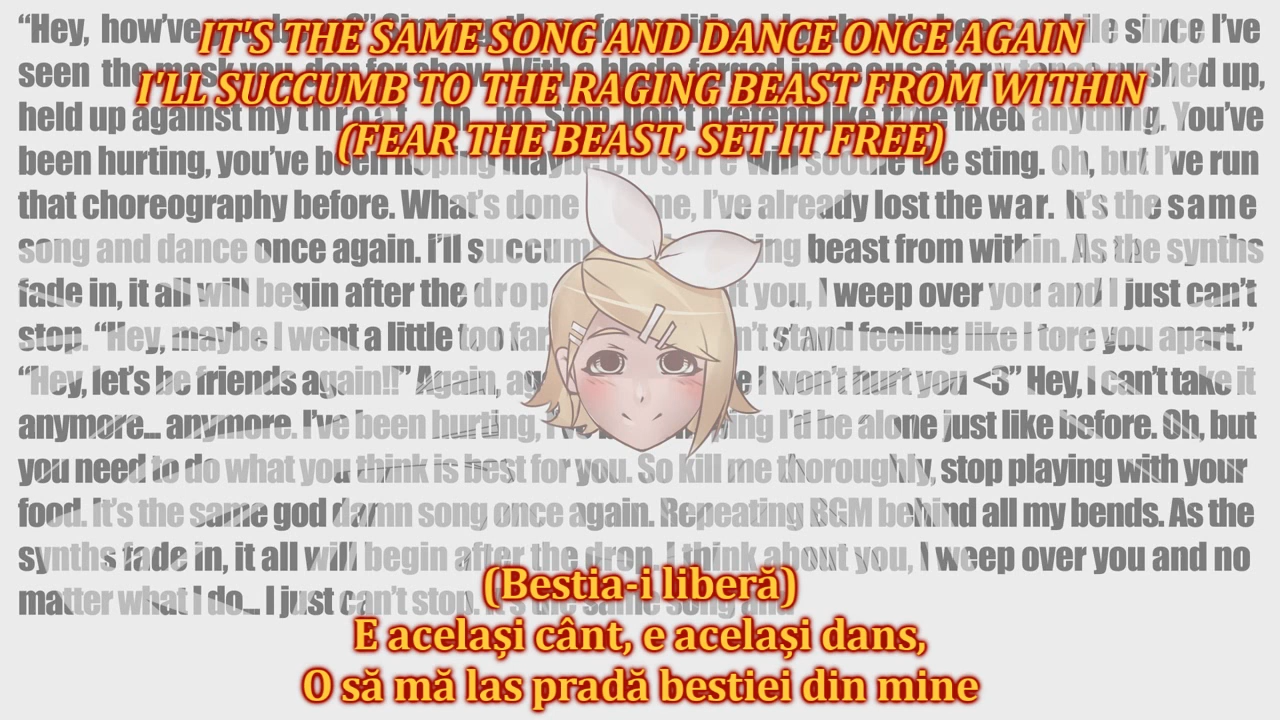 IT'S THE SAME SONG AND DANCE ONCE AGAIN
I'LL SUCCUMB TO THE RAGING BEAST FROM WITHIN
(FEAR THE BEAST, SET IT FREE)
“Hey, how’ve while since I’ve
seen the mask you don for show. With a blade forged in pushed up,
held up against my throat. Oh, no. Stop, don’t pretend like fixed anything. You’ve
been hurting, you’ve been hoping maybe will soothe the sting. Oh, but I’ve run
that choreography before. What’s done I’ve already lost the war. It’s the same
song and dance once again. I’ll beast from within. As the synths
fade in, it all will begin after the drop you, I weep over you and I just can’t
stop. “Hey, maybe I went a little too far stand feeling like I tore you apart.”
“Hey, let’s be friends again!!” Again, I won’t hurt you <3” Hey, I can’t take it
anymore... anymore. I’ve been hurting, I’d be alone just like before. Oh, but
you need to do what you think is best for you. So kill me thoroughly, stop playing with your
food. It’s the same god damn song once again. Repeating BGM behind all my bends. As the
synths fade in, it all will begin after the drop. I think about you, I weep over you and no
matter what I do... I just can’t stop. It’s the same song and
(Bestia-i liberă)
E același cânt, e același dans,
O să mă las pradă bestiei din mine